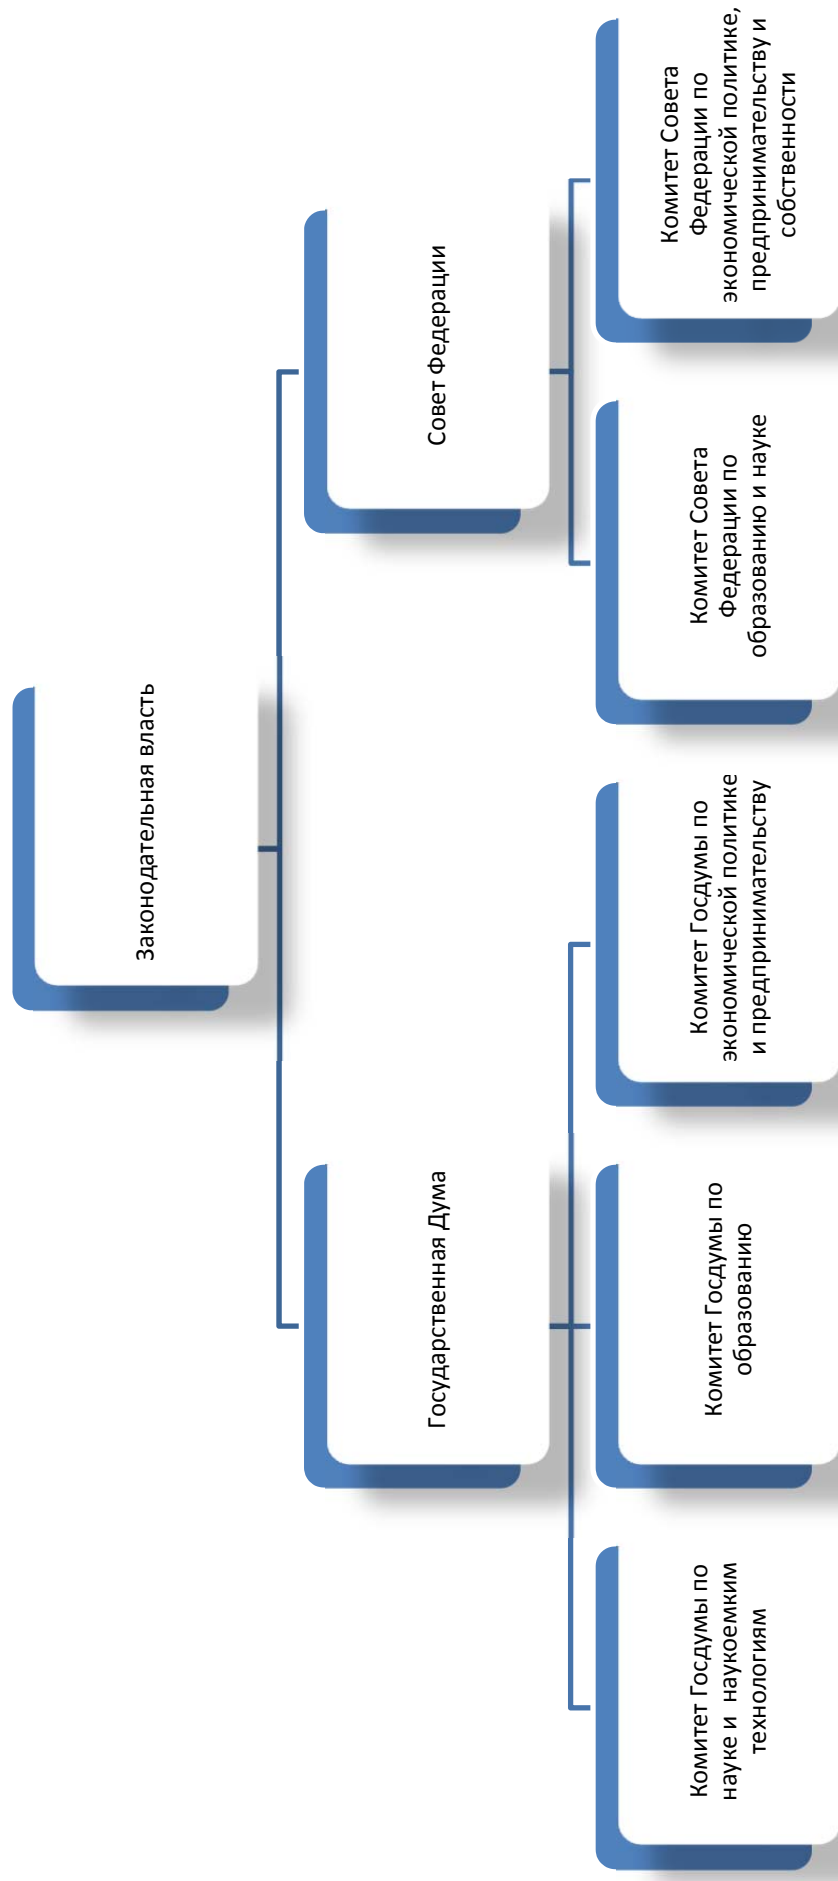 Законодательная власть
Государственная Дума
Совет Федерации
Комитет Госдумы по
науке и наукоемким
технологиям
Комитет Госдумы по
образованию
Комитет Госдумы по
экономической политике
и предпринимательству
Комитет Совета
Федерации по
образованию и науке
Комитет Совета
Федерации по
экономической политике,
предпринимательству и
собственности